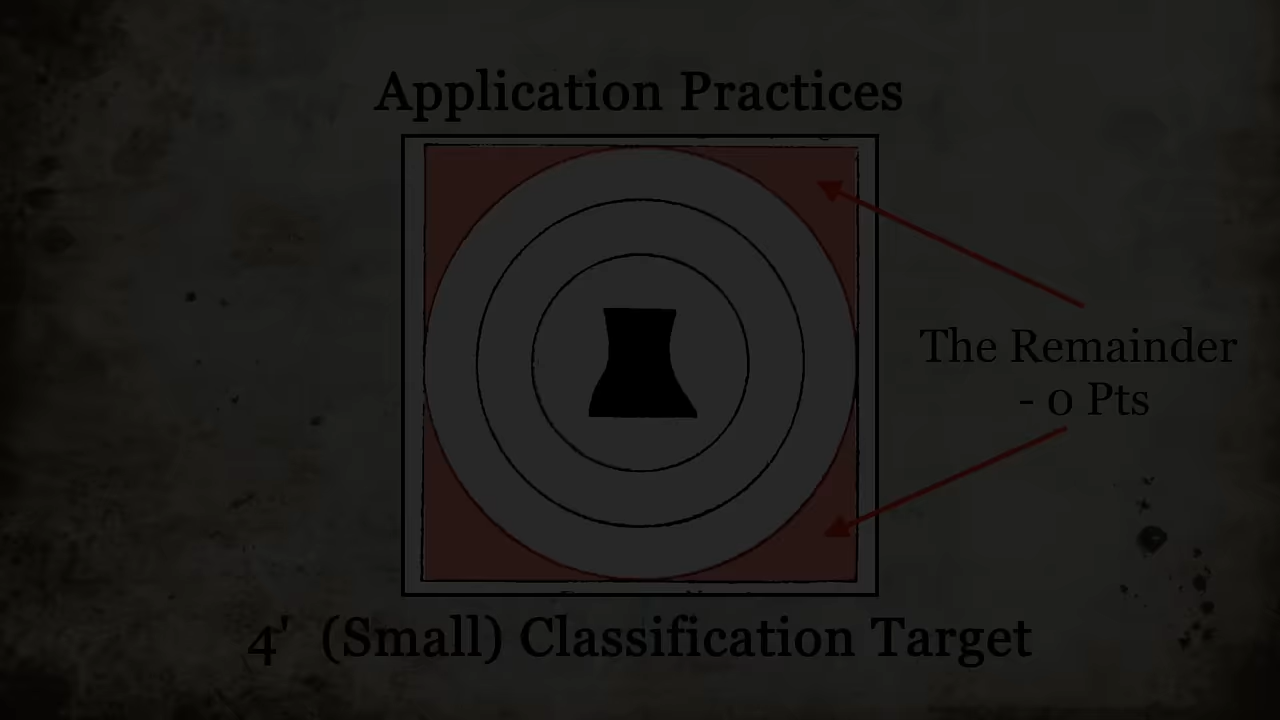 Application Practices
The Remainder
- 0 Pts
4' (Small) Classification Target